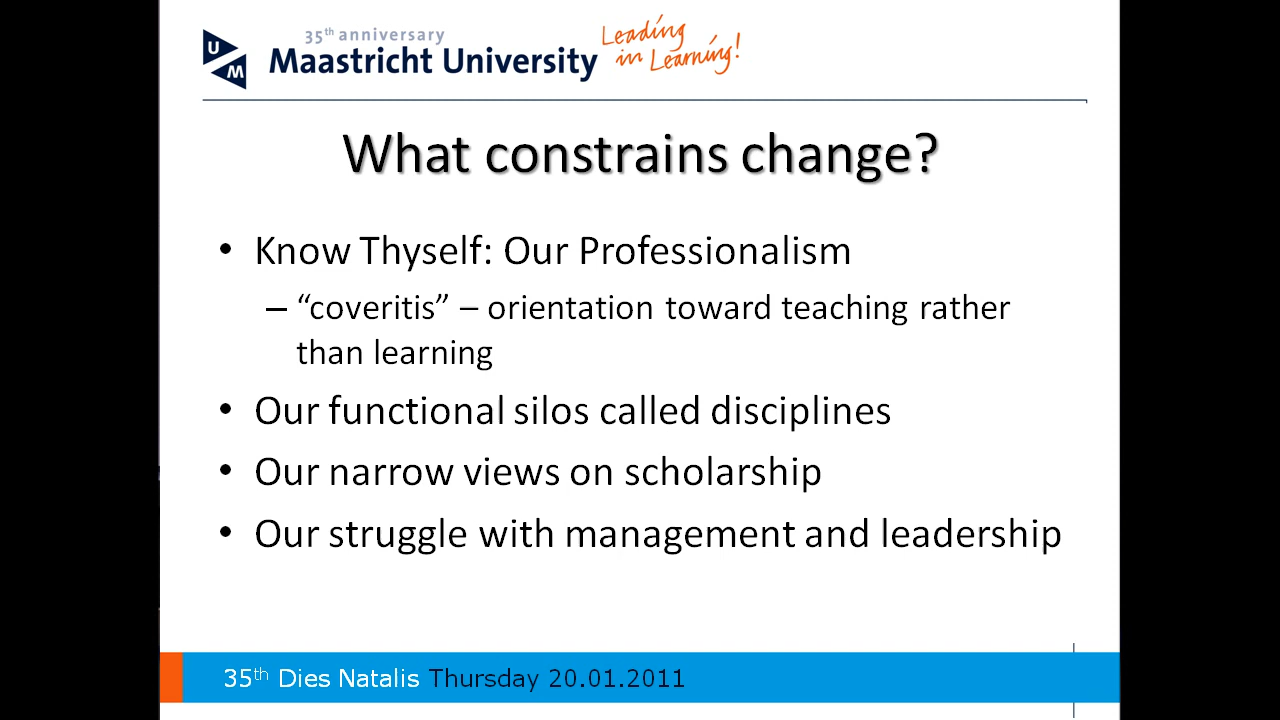 35th anniversary
Leading
in Learning!
UM
Maastricht University
What constrains change?
• Know Thyself: Our Professionalism
– “coveritis” – orientation toward teaching rather
than learning
• Our functional silos called disciplines
• Our narrow views on scholarship
• Our struggle with management and leadership
35th Dies Natalis Thursday 20.01.2011